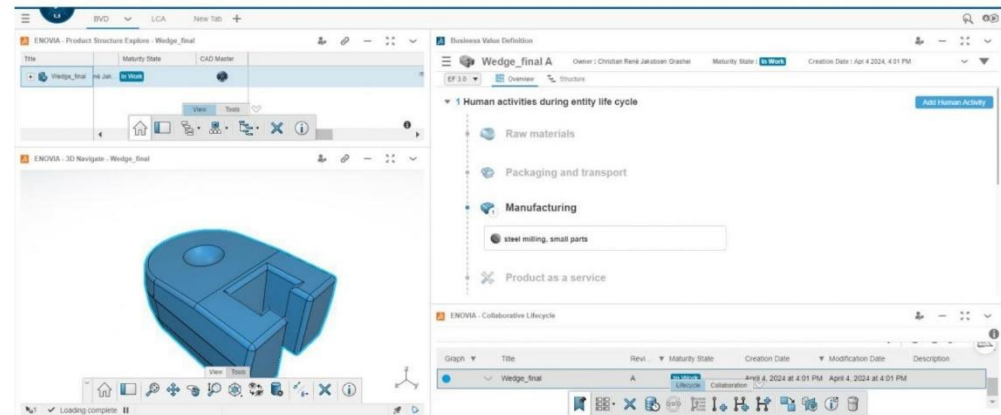 BVD LCA New Tab
ENOVIA - Product Structure Explore - Wedge_final
Title Maturity State CAD Master
Wedge_final né Jak... In Work
View Tools
ENOVIA - 3D Navigate - Wedge_final
View Tools
Loading complete
Business Value Definition
Wedge_final A Owner : Christian René Jakobsen Grasher Maturity State : In Work Creation Date : Apr 4 2024, 4:01 PM
EF 3.0 Overview Structure
1 Human activities during entity life cycle Add Human Activity
Raw materials
Packaging and transport
Manufacturing
1
steel milling, small parts
Product as a service
ENOVIA - Collaborative Lifecycle
Graph Title Revi... Maturity State Creation Date Modification Date Description
Wedge_final A In Work April 4, 2024 at 4:01 PM April 4, 2024 at 4:01 PM
Lifecycle Collaboration